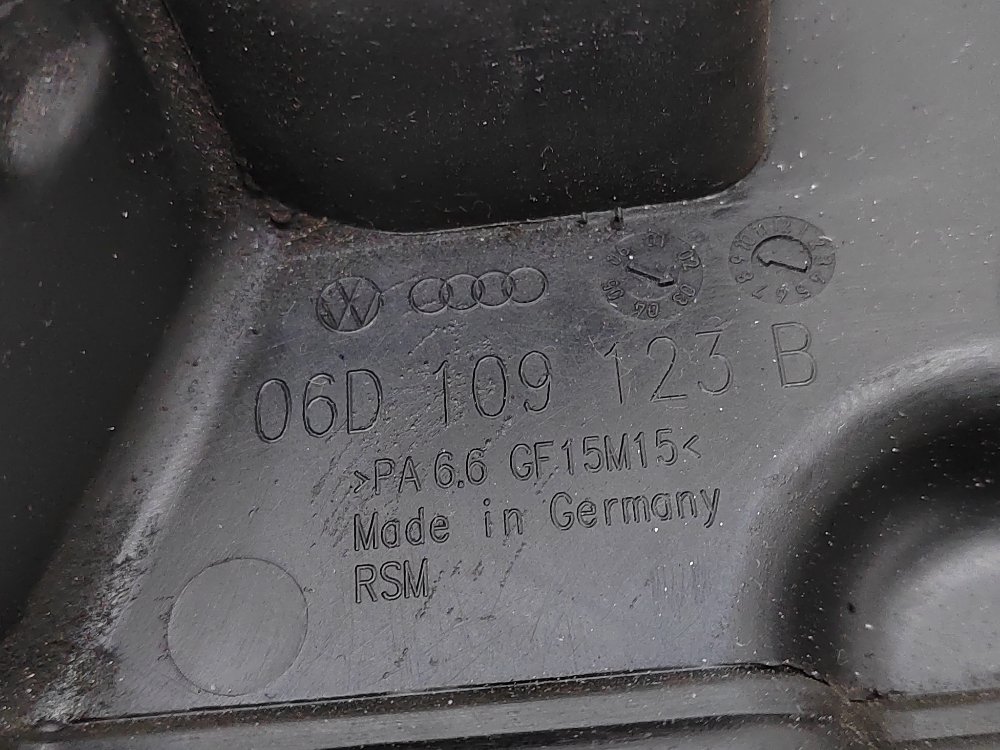 06D 109 123 B
>PA 6.6 GF15M15<
Made in Germany
RSM